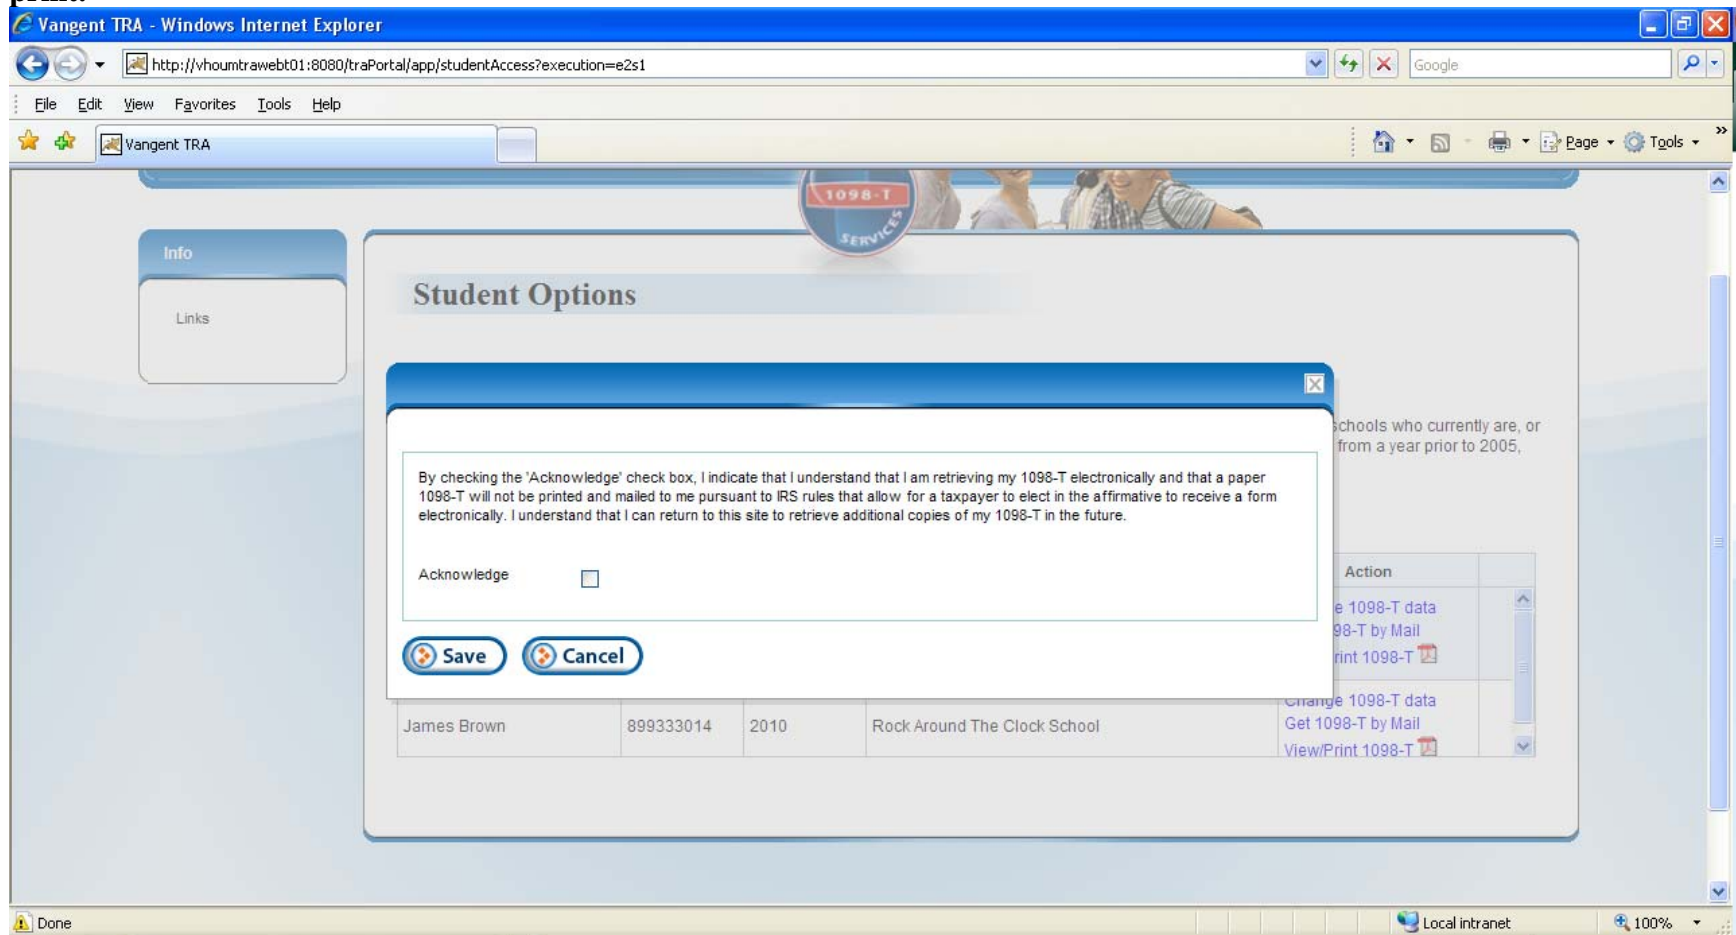 Vangent TRA - Windows Internet Explorer
http://vhoumtrawebt01:8080/traPortal/app/studentAccess?execution=e2s1
Google
File Edit View Favorites Tools Help
Vangent TRA
Page Tools »
1098-T
SERVICES
Info
Links
Student Options
schools who currently are, or
from a year prior to 2005,
By checking the 'Acknowledge' check box, I indicate that I understand that I am retrieving my 1098-T electronically and that a paper
1098-T will not be printed and mailed to me pursuant to IRS rules that allow for a taxpayer to elect in the affirmative to receive a form
electronically. I understand that I can return to this site to retrieve additional copies of my 1098-T in the future.
Acknowledge
Save Cancel
Action
e 1098-T data
98-T by Mail
rint 1098-T
James Brown 899333014 2010 Rock Around The Clock School
Change 1098-T data
Get 1098-T by Mail
View/Print 1098-T
Done Local intranet 100%